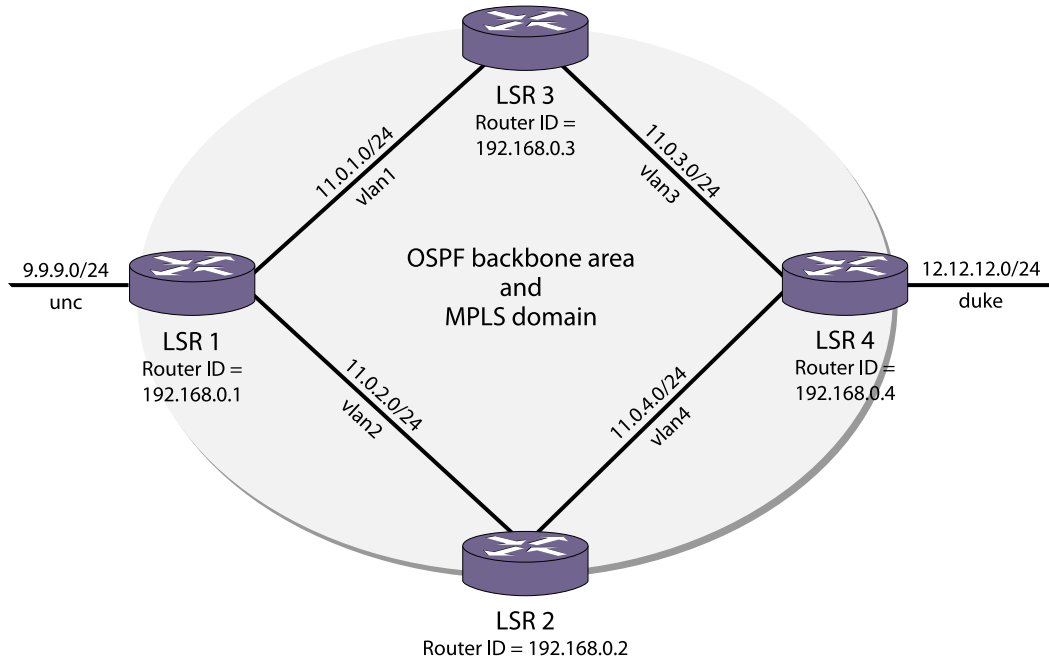 LSR 3
Router ID =
192.168.0.3
11.0.1.0/24
vlan1
11.0.3.0/24
vlan3
9.9.9.0/24
unc
OSPF backbone area
and
MPLS domain
12.12.12.0/24
duke
LSR 1
Router ID =
192.168.0.1
LSR 4
Router ID =
192.168.0.4
11.0.2.0/24
vlan2
11.0.4.0/24
vlan4
LSR 2
Router ID = 192.168.0.2